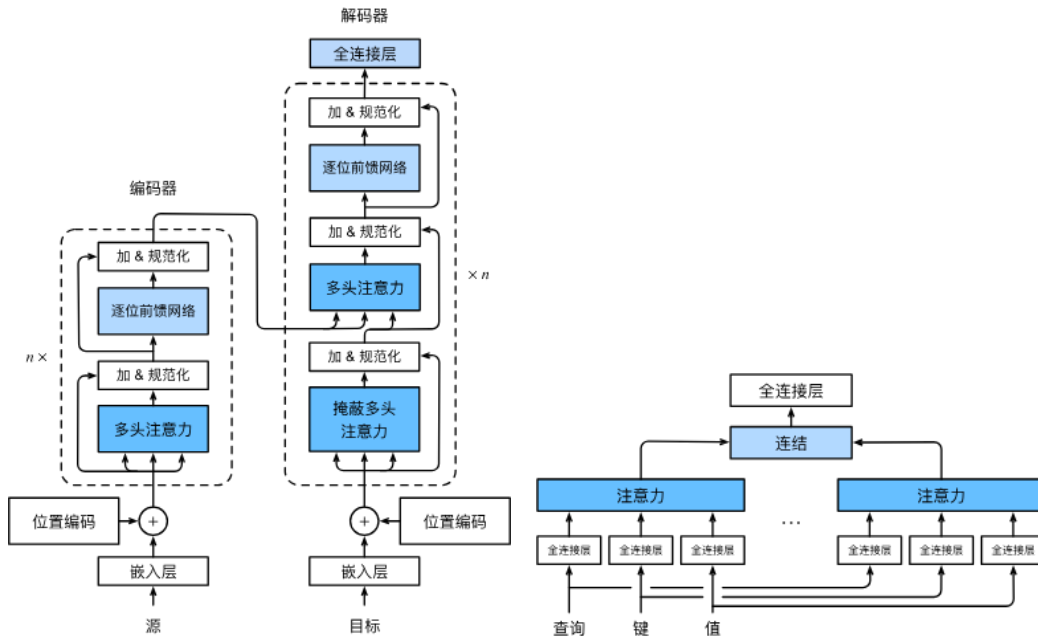 解码器
全连接层
加 & 规范化
逐位前馈网络
加 & 规范化
多头注意力
加 & 规范化
掩蔽多头
注意力
× n
位置编码
嵌入层
目标
编码器
加 & 规范化
逐位前馈网络
加 & 规范化
多头注意力
n ×
位置编码
嵌入层
源
全连接层
连结
注意力
...
注意力
全连接层
全连接层
全连接层
全连接层
全连接层
全连接层
查询
键
值